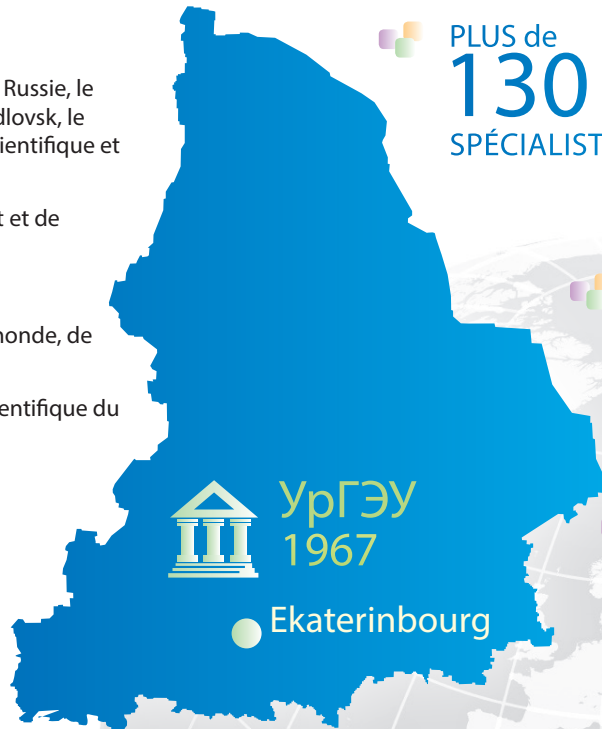 Russie, le
dlovsk, le
ientifique et
t et de
monde, de
entifique du
PLUS de
130
SPÉCIALIST
УрГЭУ
1967
Ekaterinbourg